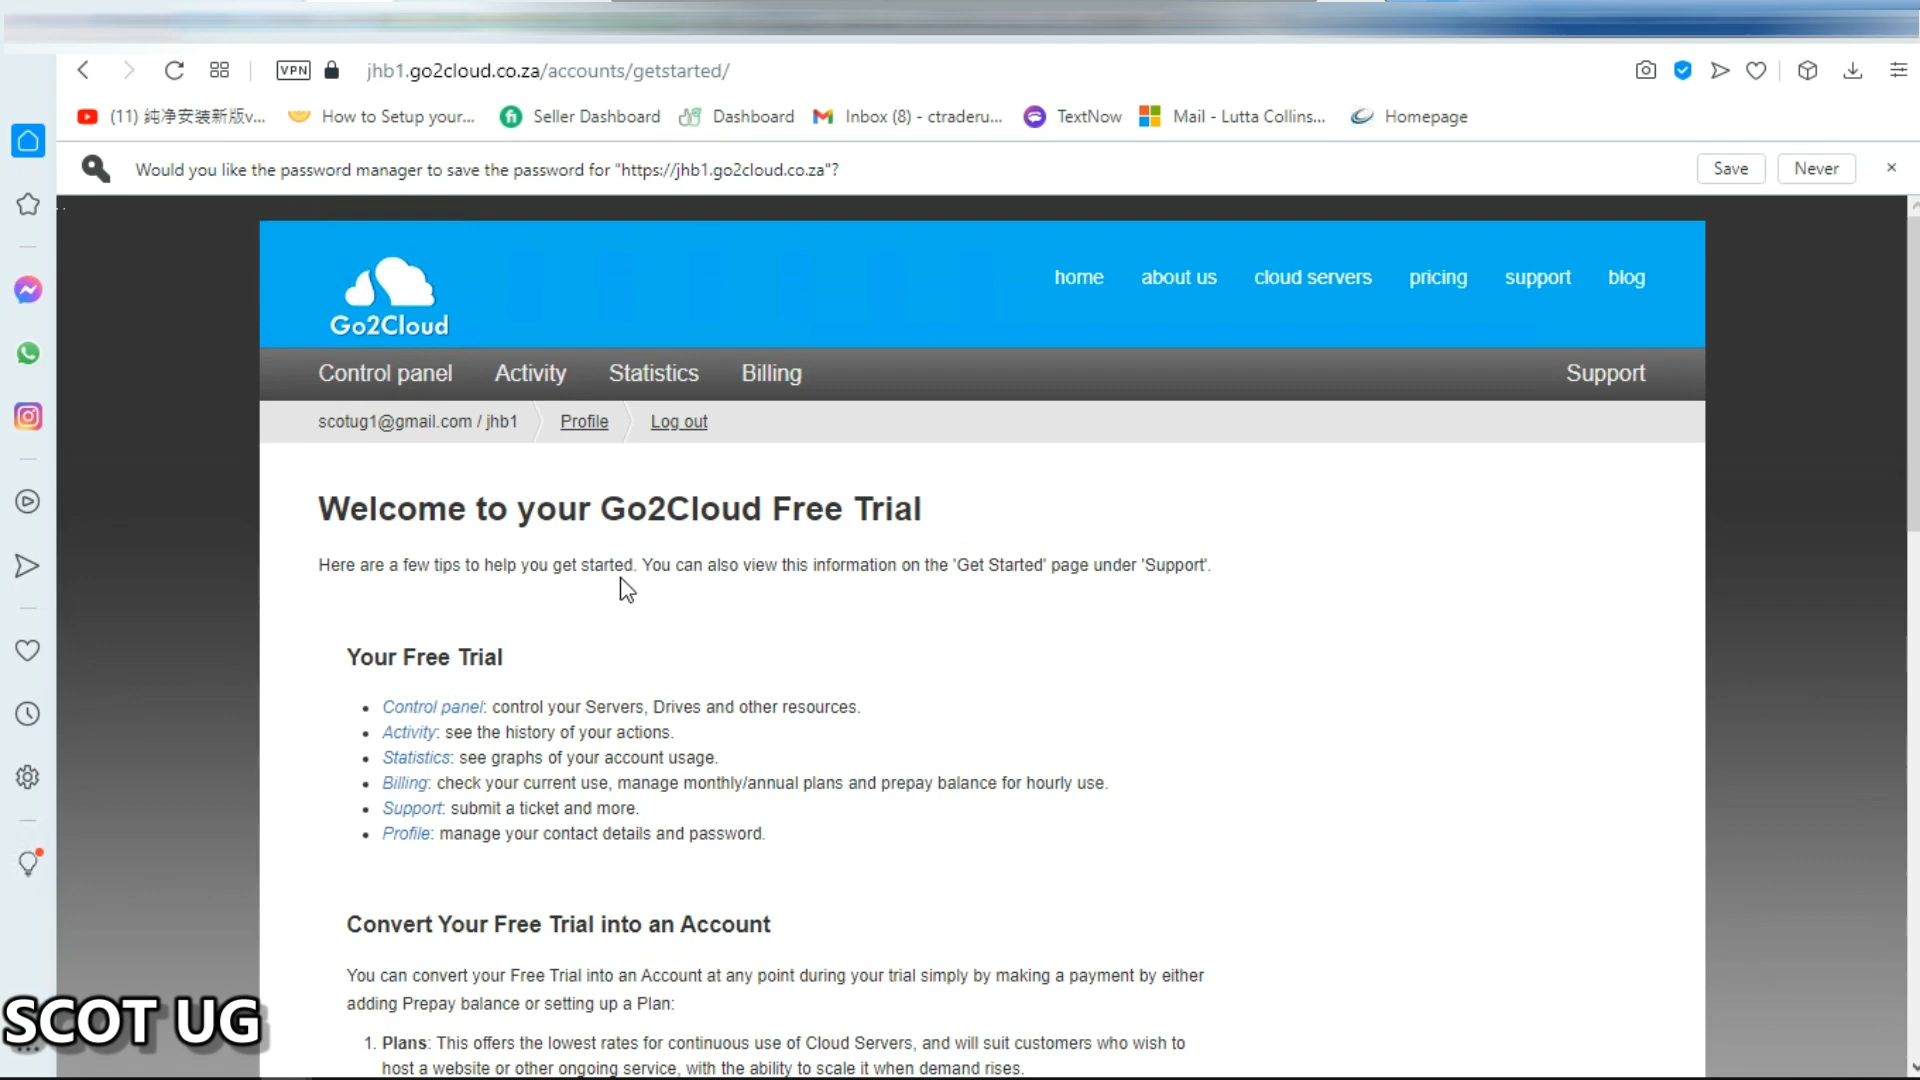 VPN
jhb1.go2cloud.co.za/accounts/getstarted/
(11) 纯净安装新版v...
How to Setup your...
Seller Dashboard
Dashboard
Inbox (8) - ctraderu...
TextNow
Mail - Lutta Collins...
Homepage
Would you like the password manager to save the password for "https://jhb1.go2cloud.co.za"?
Save
Never
Go2Cloud
home
about us
cloud servers
pricing
support
blog
Control panel
Activity
Statistics
Billing
Support
scotug1@gmail.com / jhb1
Profile
Log out
Welcome to your Go2Cloud Free Trial
Here are a few tips to help you get started. You can also view this information on the 'Get Started' page under 'Support'.
Your Free Trial
• Control panel: control your Servers, Drives and other resources.
• Activity: see the history of your actions.
• Statistics: see graphs of your account usage.
• Billing: check your current use, manage monthly/annual plans and prepay balance for hourly use.
• Support: submit a ticket and more.
• Profile: manage your contact details and password.
Convert Your Free Trial into an Account
You can convert your Free Trial into an Account at any point during your trial simply by making a payment by either
adding Prepay balance or setting up a Plan:
1. Plans: This offers the lowest rates for continuous use of Cloud Servers, and will suit customers who wish to
host a website or other ongoing service, with the ability to scale it when demand rises.
SCOT UG